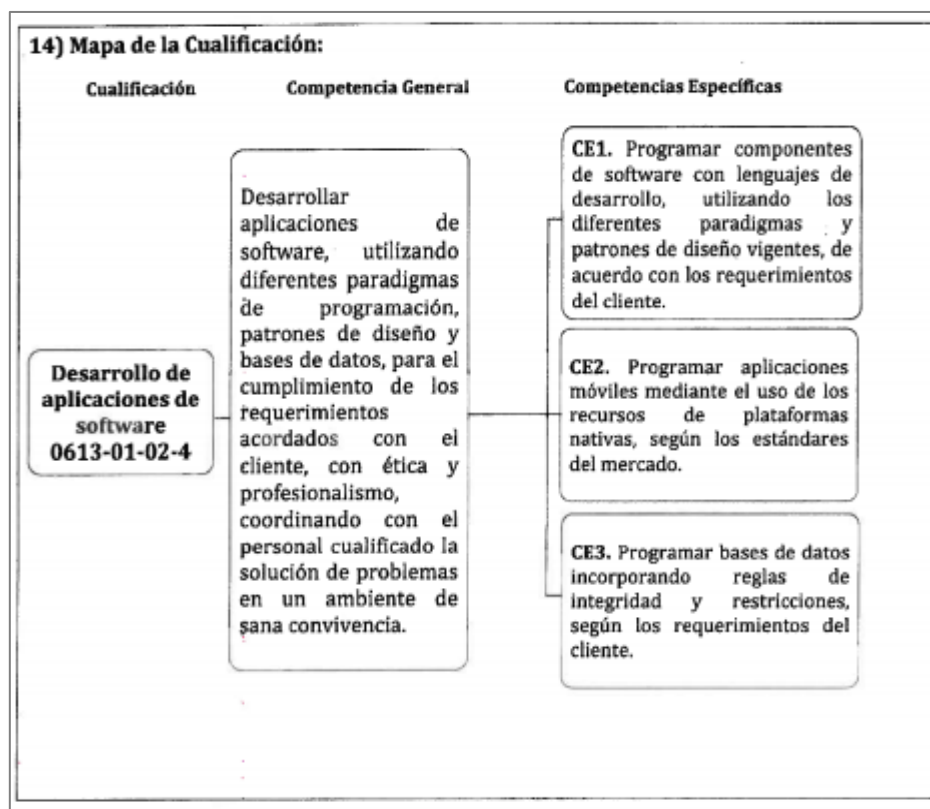 14) Mapa de la Cualificación:
Cualificación
Competencia General
Competencias Específicas
Desarrollo de
aplicaciones de
software
0613-01-02-4
Desarrollar
aplicaciones de
software, utilizando
diferentes paradigmas
de programación,
patrones de diseño y
bases de datos, para el
cumplimiento de los
requerimientos
acordados con el
cliente, con ética y
profesionalismo,
coordinando con el
personal cualificado la
solución de problemas
en un ambiente de
sana convivencia.
CE1. Programar componentes
de software con lenguajes de
desarrollo, utilizando los
diferentes paradigmas y
patrones de diseño vigentes, de
acuerdo con los requerimientos
del cliente.
CE2. Programar aplicaciones
móviles mediante el uso de los
recursos de plataformas
nativas, según los estándares
del mercado.
CE3. Programar bases de datos
incorporando reglas de
integridad y restricciones,
según los requerimientos del
cliente.